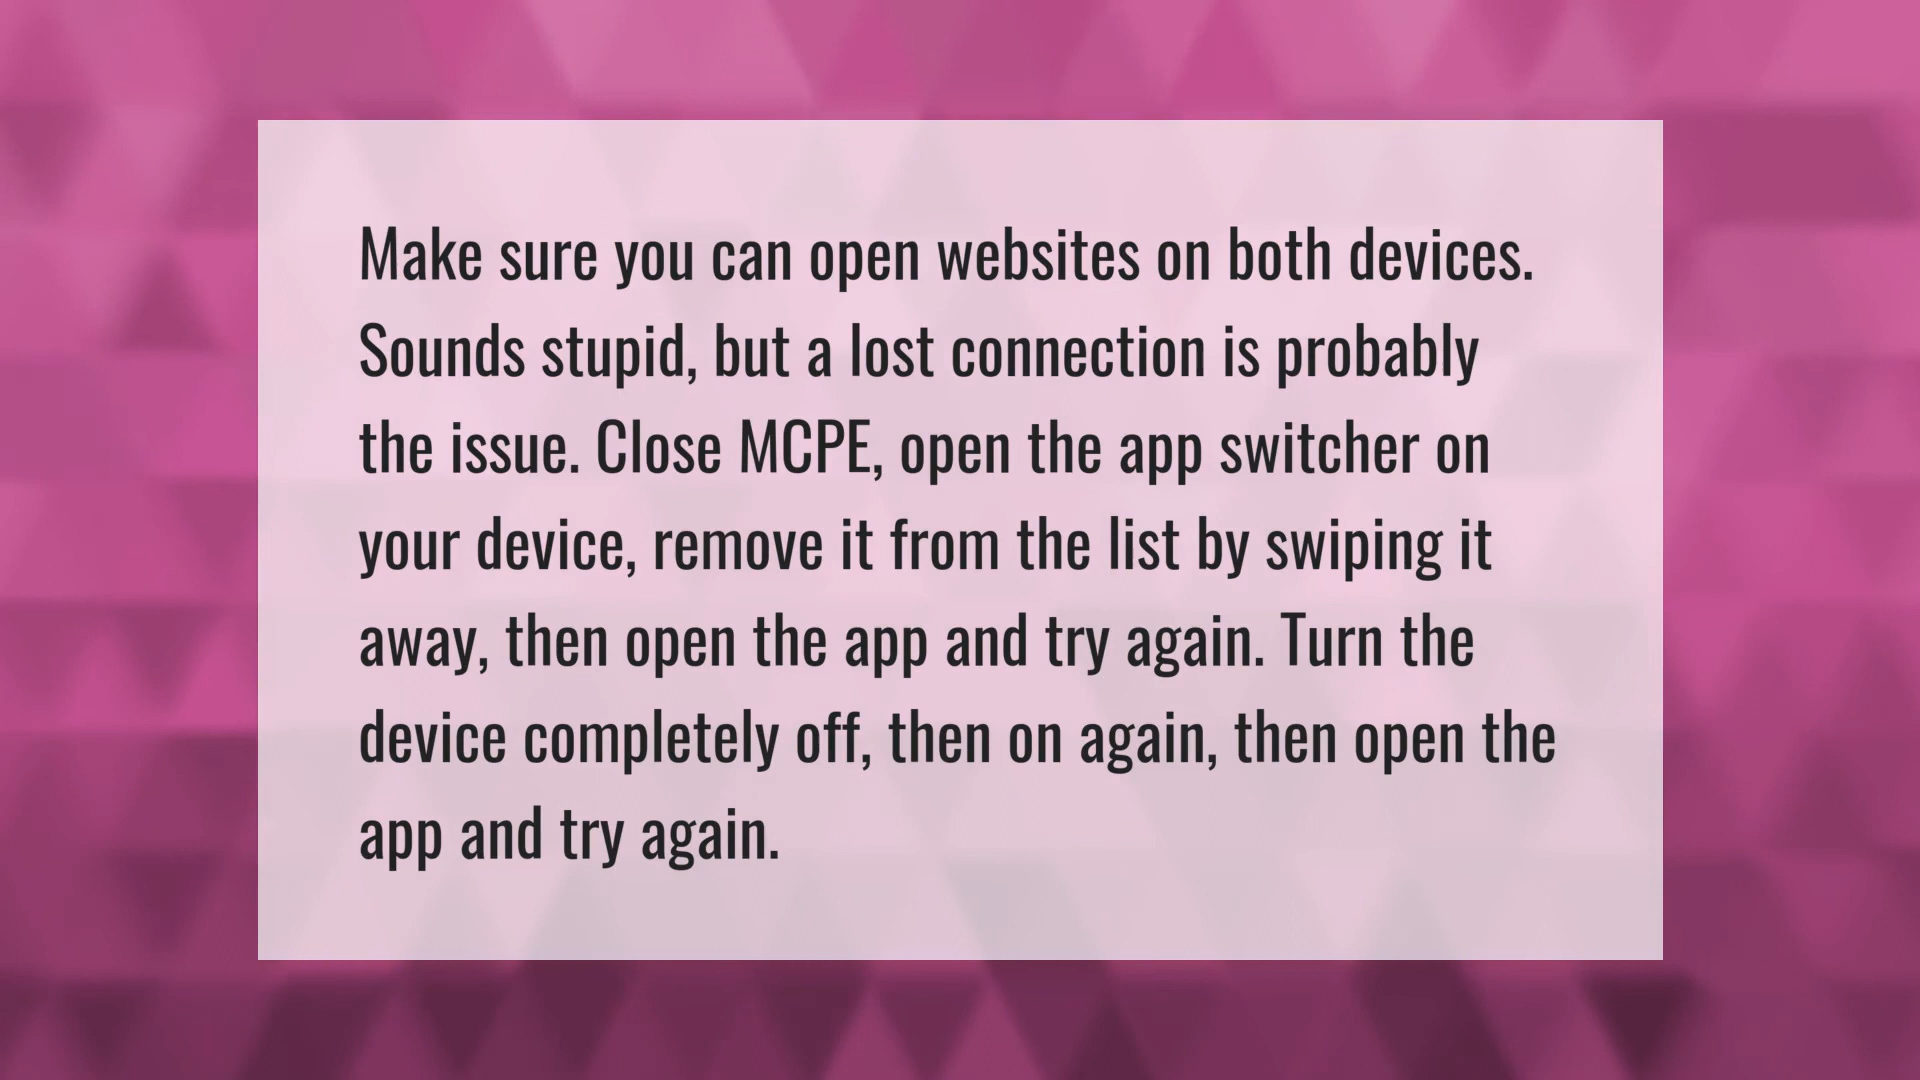 Make sure you can open websites on both devices.
Sounds stupid, but a lost connection is probably
the issue. Close MCPE, open the app switcher on
your device, remove it from the list by swiping it
away, then open the app and try again. Turn the
device completely off, then on again, then open the
app and try again.